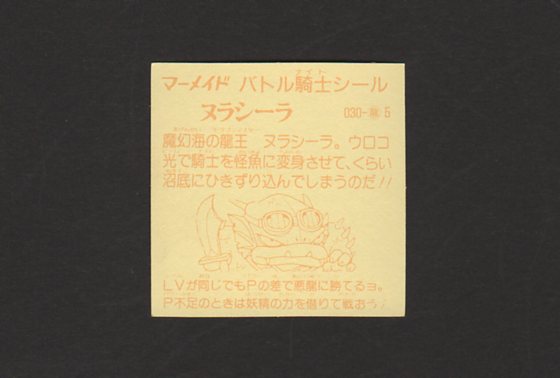 マーメイド バトル騎士シール
ヌラシーラ 030-龍 5
魔幻海の龍王 ヌラシーラ。ウロコ
光で騎士を怪魚に変身させて、くらい
沼底にひきずり込んでしまうのだ!!
LVが同じでもPの差で悪龍に勝てるヨ。
P不足のときは妖精の力を借りて戦おう